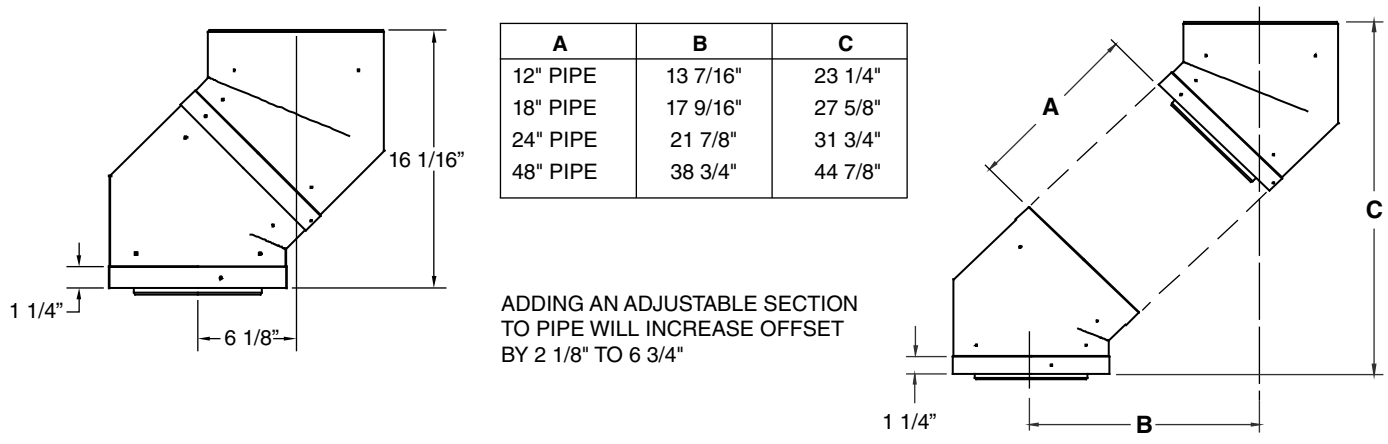 16 1/16”
1 1/4”
6 1/8”
A B C
12" PIPE 13 7/16" 23 1/4"
18" PIPE 17 9/16" 27 5/8"
24" PIPE 21 7/8" 31 3/4"
48" PIPE 38 3/4" 44 7/8"
ADDING AN ADJUSTABLE SECTION
TO PIPE WILL INCREASE OFFSET
BY 2 1/8" TO 6 3/4"
A
C
1 1/4”
B